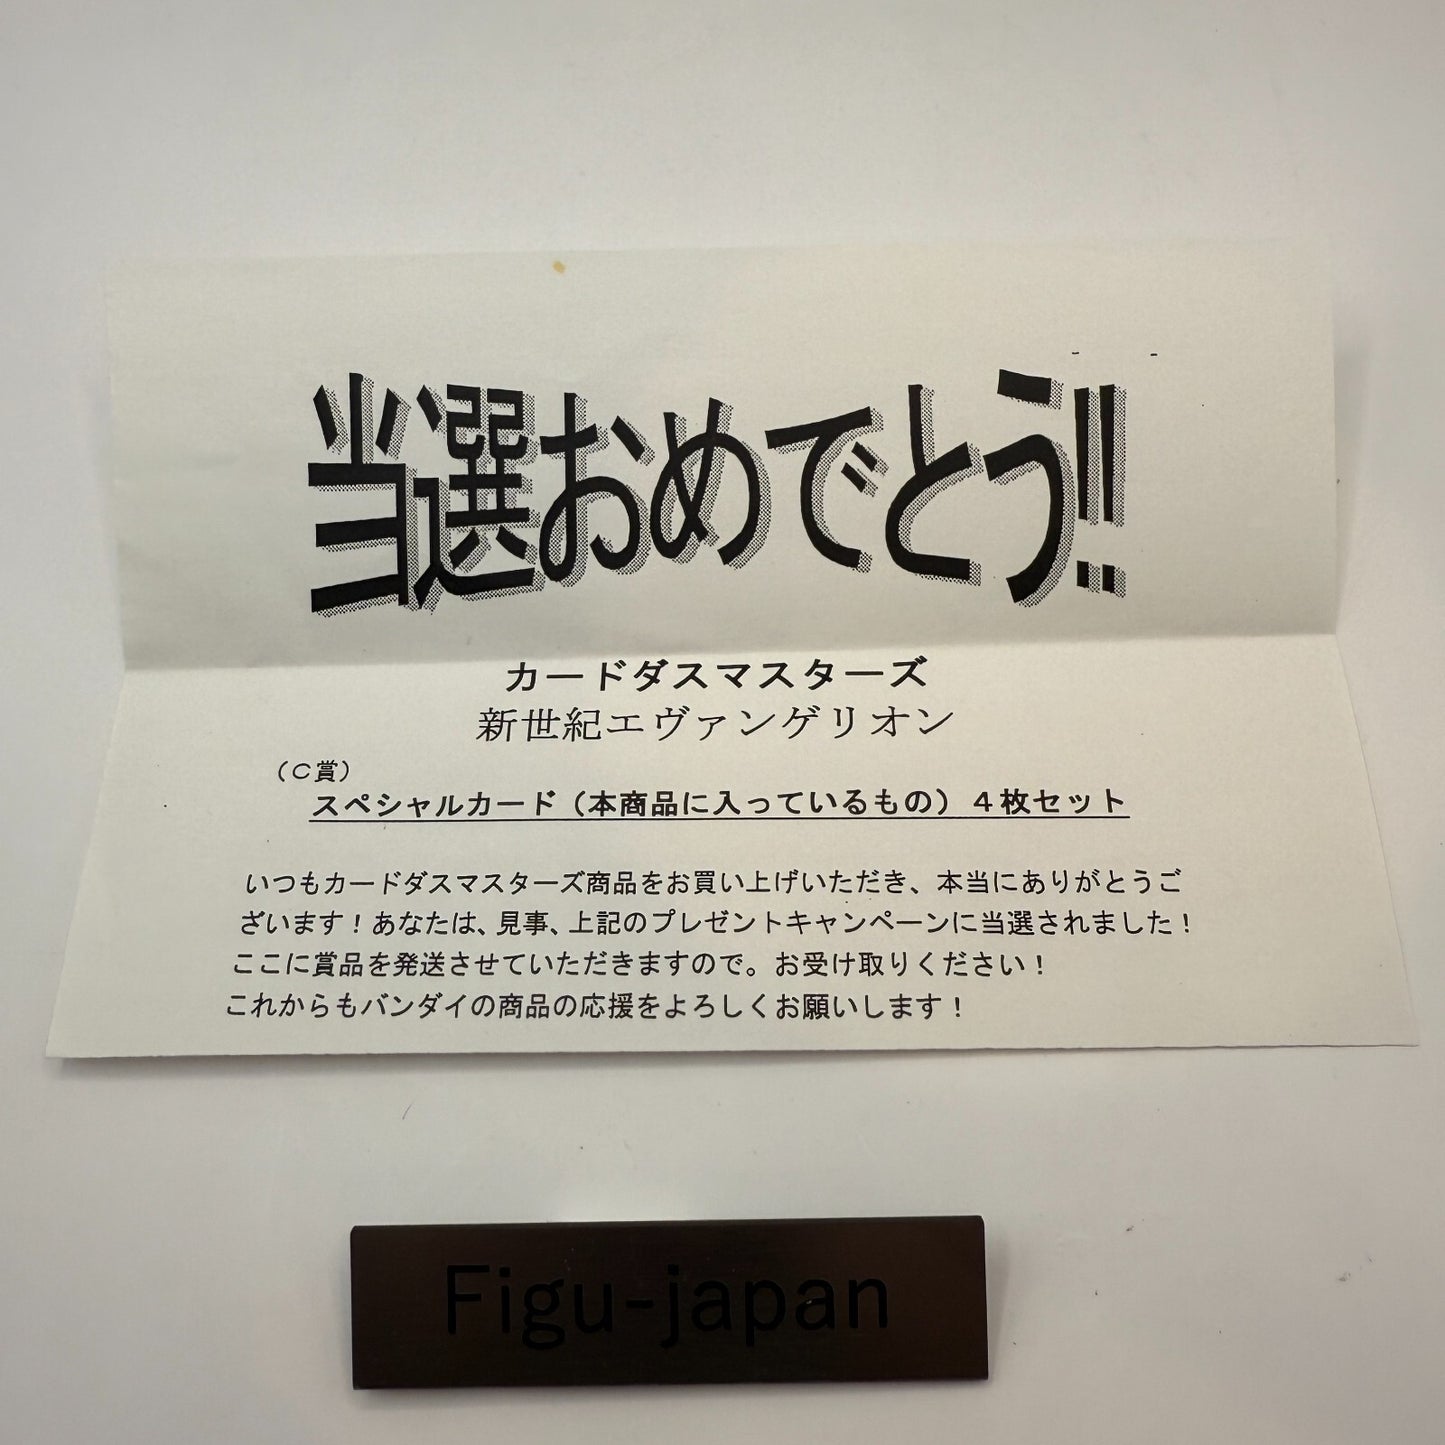 当選おめでとう!!
カードダスマスターズ
新世紀エヴァンゲリオン
（Ｃ賞）
スペシャルカード（本商品に入っているもの）４枚セット
いつもカードダスマスターズ商品をお買い上げいただき、本当にありがとうご
ざいます！あなたは、見事、上記のプレゼントキャンペーンに当選されました！
ここに賞品を発送させていただきますので。お受け取りください！
これからもバンダイの商品の応援をよろしくお願いします！
Figu-japan